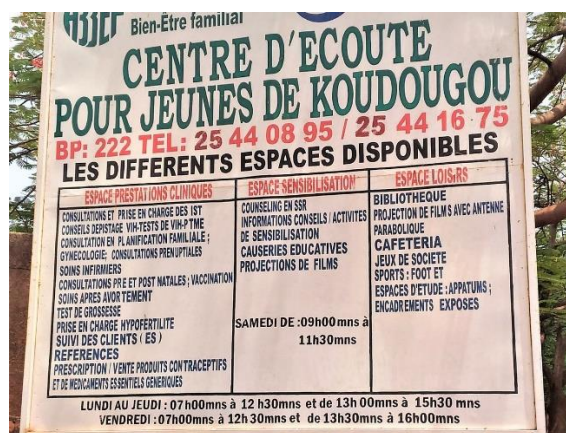 Bien-Être familial
CENTRE D'ECOUTE
POUR JEUNES DE KOUDOUGOU
BP: 222 TEL: 25 44 08 95 / 25 44 16 75
LES DIFFERENTS ESPACES DISPONIBLES
ESPACE PRESTATIONS CLINIQUES
CONSULTATIONS ET PRISE EN CHARGE DES IST
CONSEILS DEPISTAGE VIH-TESTS DE VIH-PTME
CONSULTATION EN PLANIFICATION FAMILIALE ;
GYNECOLOGIE; CONSULTATIONS PRENUPTIALES
SOINS INFIRMIERS
CONSULTATIONS PRE ET POST NATALES ; VACCINATION
SOINS APRES AVORTEMENT
TEST DE GROSSESSE
PRISE EN CHARGE HYPOFERTILITE
SUIVI DES CLIENTS ( ES )
REFERENCES
PRESCRIPTION / VENTE PRODUITS CONTRACEPTIFS
ET DE MEDICAMENTS ESSENTIELS GENERIQUES
ESPACE SENSIBILISATION
COUNSELING EN SSR
INFORMATIONS CONSEILS / ACTIVITES
DE SENSIBILISATION
CAUSERIES EDUCATIVES
PROJECTIONS DE FILMS
SAMEDI DE :09h00mns à
11h30mns
ESPACE LOISIRS
BIBLIOTHEQUE
PROJECTION DE FILMS AVEC ANTENNE
PARABOLIQUE
CAFETERIA
JEUX DE SOCIETE
SPORTS : FOOT ET
ESPACES D'ETUDE : APPATUMS ;
ENCADREMENTS EXPOSES
LUNDI AU JEUDI : 07h00mns à 12 h30mns et de 13h 00mns à 15h30 mns
VENDREDI : 07h00mns à 12h 30mns et de 13h30mns à 16h00mns